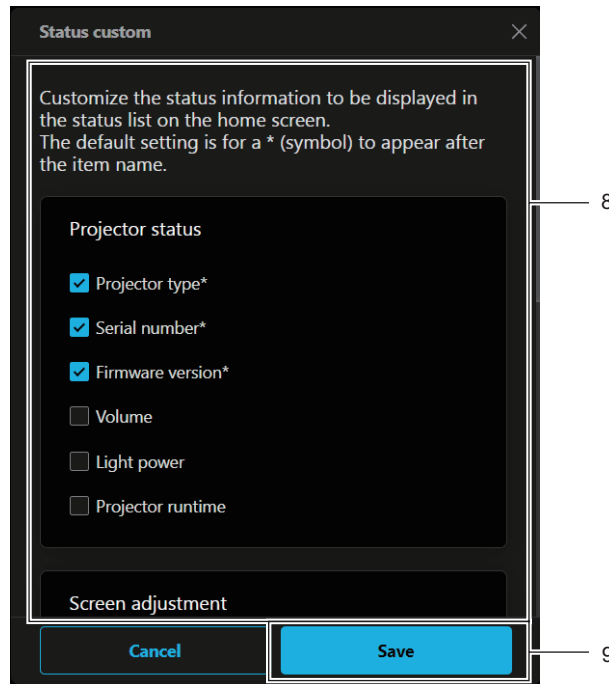 Status custom
Customize the status information to be displayed in
the status list on the home screen.
The default setting is for a * (symbol) to appear after
the item name.
8
Projector status
Projector type*
Serial number*
Firmware version*
Volume
Light power
Projector runtime
Screen adjustment
Cancel
Save
9